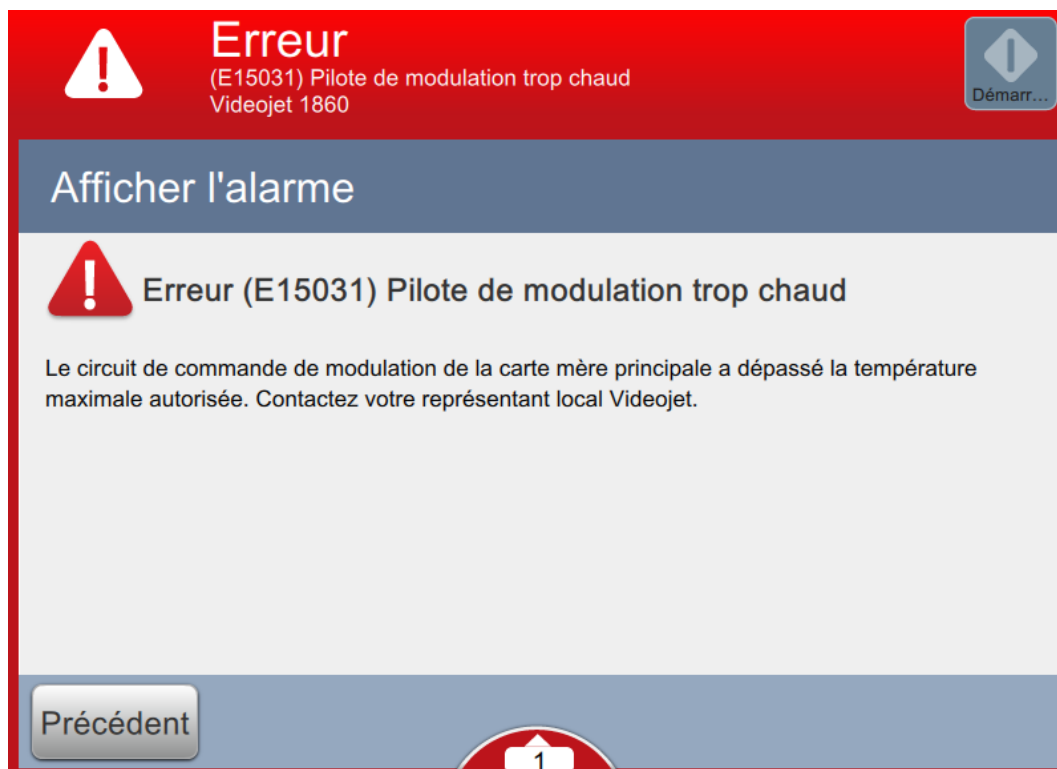 Erreur
(E15031) Pilote de modulation trop chaud
Videojet 1860
Démarr...
Afficher l'alarme
Erreur (E15031) Pilote de modulation trop chaud
Le circuit de commande de modulation de la carte mère principale a dépassé la température
maximale autorisée. Contactez votre représentant local Videojet.
Précédent
1